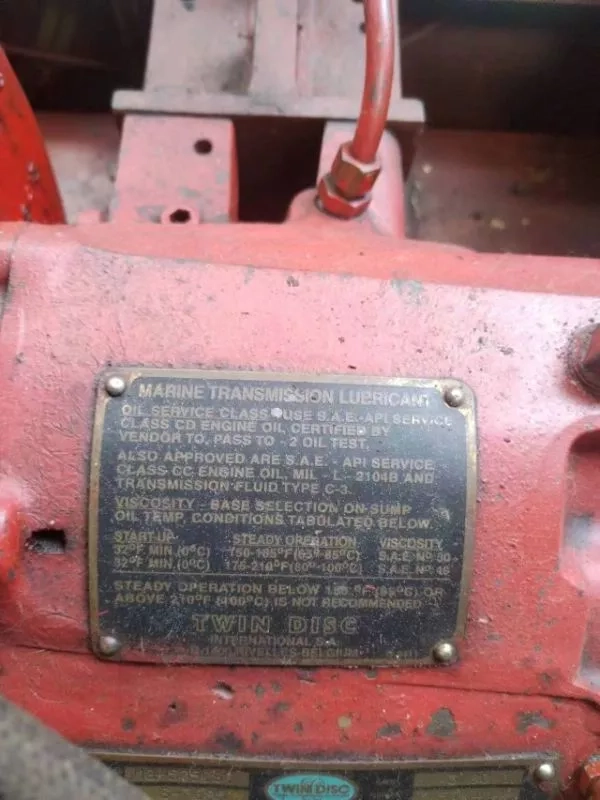 MARINE TRANSMISSION LUBRICANT
OIL SERVICE CLASS USE S.A.E.-API SERVICE
CLASS CD ENGINE OIL CERTIFIED BY
VENDOR TO, PASS TO - 2 OIL TEST.
ALSO APPROVED ARE S.A.E. - API SERVICE
CLASS CC ENGINE OIL, MIL - L - 2104B AND
TRANSMISSION FLUID TYPE C-3.
VISCOSITY - BASE SELECTION ON SUMP
OIL TEMP. CONDITIONS TABULATED BELOW.
START-UP STEADY OPERATION VISCOSITY
32°F MIN.(0°C) 150-185°F(65°-85°C) S.A.E. No
32°F MIN.(0°C) 175-210°F(80°-100°C) S.A.E. No
STEADY OPERATION BELOW °F OR
ABOVE 210°F (100°C) IS NOT RECOMMENDED
TWIN DISC
INTERNATIONAL S.A.
NIVELLES-BELGIUM
TWIN DISC